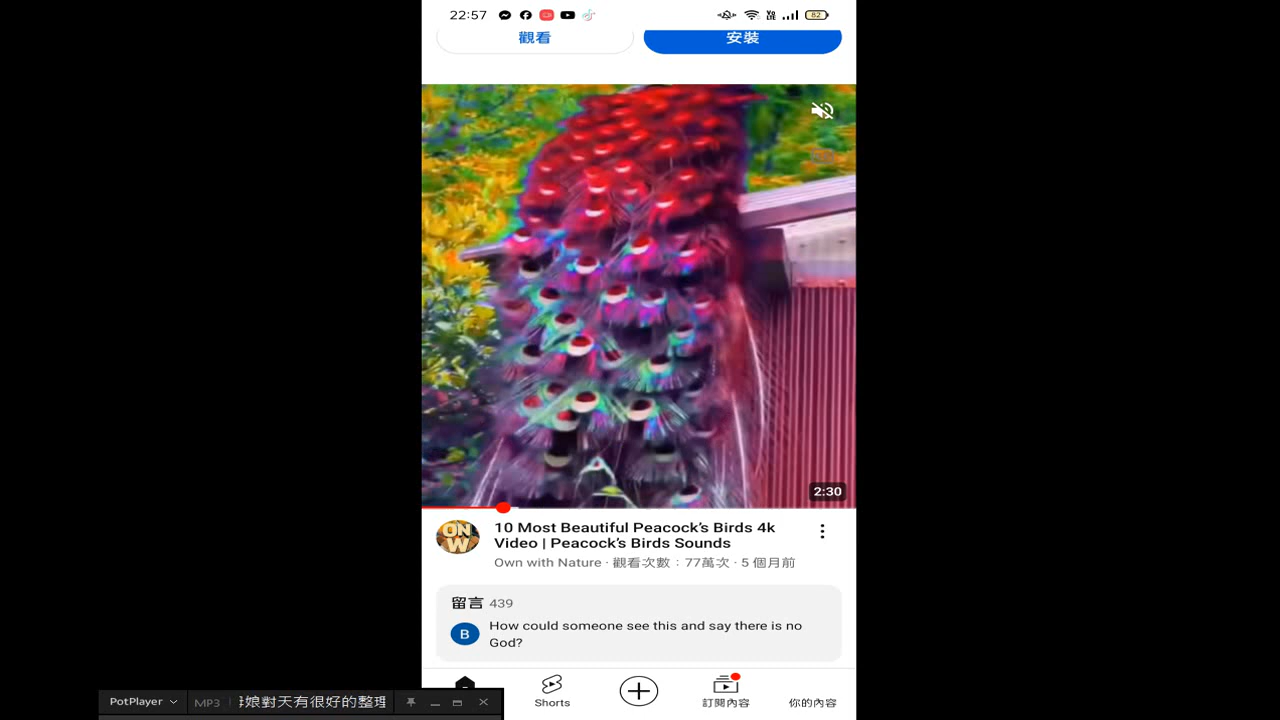 22:57
82
觀看
安裝
2:30
ON
W
10 Most Beautiful Peacock's Birds 4k
Video | Peacock's Birds Sounds
Own with Nature · 觀看次數：77萬次 · 5 個月前
留言 439
B
How could someone see this and say there is no
God?
Shorts
訂閱內容
你的內容
PotPlayer
MP3
娘對天有很好的整理